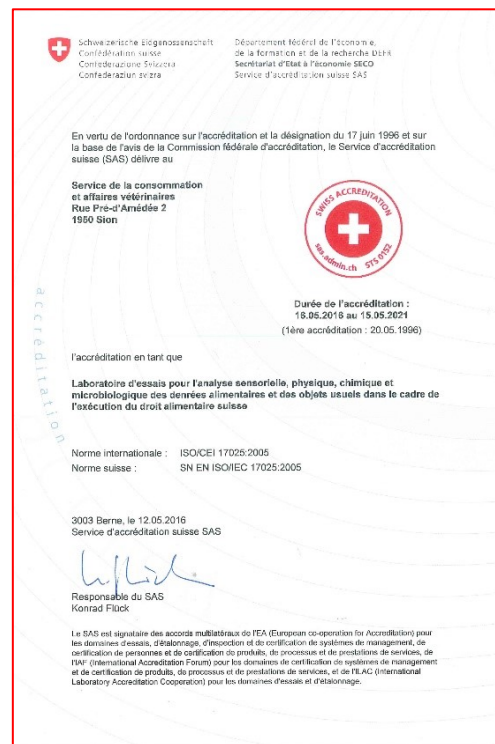 Schweizerische Eidgenossenschaft
Confédération suisse
Confederazione Svizzera
Confederaziun svizra
Département fédéral de l'économie,
de la formation et de la recherche DEFR
Secrétariat d'Etat à l'économie SECO
Service d'accréditation suisse SAS
En vertu de l'ordonnance sur l'accréditation et la désignation du 17 juin 1996 et sur
la base de l'avis de la Commission fédérale d'accréditation, le Service d'accréditation
suisse (SAS) délivre au
Service de la consommation
et affaires vétérinaires
Rue Pré-d'Amédée 2
1950 Sion
SWISS ACCREDITATION
sas.admin.ch STS 0152
Durée de l'accréditation :
16.05.2016 au 15.05.2021
(1ère accréditation : 20.05.1996)
accréditation
l'accréditation en tant que
Laboratoire d'essais pour l'analyse sensorielle, physique, chimique et
microbiologique des denrées alimentaires et des objets usuels dans le cadre de
l'exécution du droit alimentaire suisse
Norme internationale : ISO/CEI 17025:2005
Norme suisse : SN EN ISO/IEC 17025:2005
3003 Berne, le 12.05.2016
Service d'accréditation suisse SAS
Responsable du SAS
Konrad Flück
Le SAS est signataire des accords multilatéraux de l'EA (European co-operation for Accreditation) pour
les domaines d'essais, d'étalonnage, d'inspection et de certification de systèmes de management, de
certification de personnes et de certification de produits, de processus et de prestations de services, de
l'IAF (International Accreditation Forum) pour les domaines de certification de systèmes de management
et de certification de produits, de processus et de prestations de services, et de l'ILAC (International
Laboratory Accreditation Cooperation) pour les domaines d'essais et d'étalonnage.